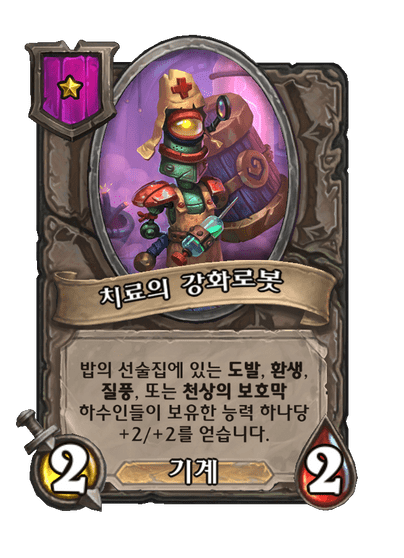 치료의 강화로봇
밥의 선술집에 있는 도발, 환생,
질풍, 또는 천상의 보호막
하수인들이 보유한 능력 하나당
+2/+2를 얻습니다.
2
기계
2